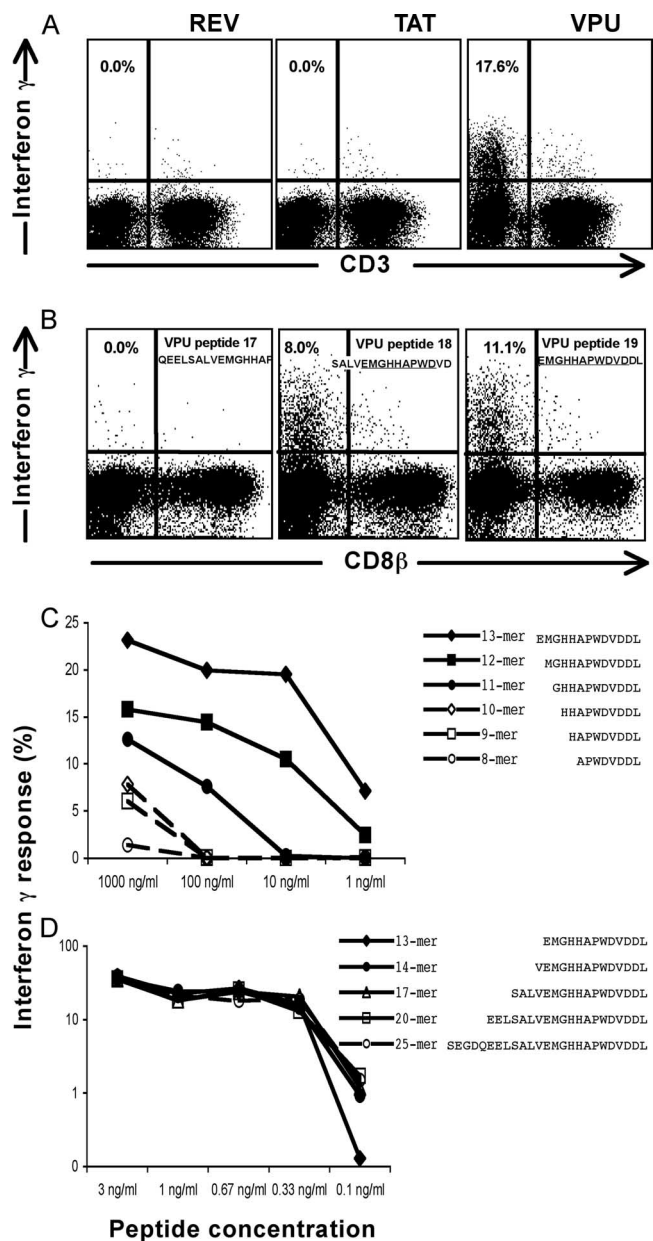 A
REV TAT VPU
Interferon γ
0.0% 0.0% 17.6%
CD3
B
Interferon γ
0.0% VPU peptide 17
QEELSALVEMGHHAP
8.0% VPU peptide 18
SALVEMGHHAPWDVD
11.1% VPU peptide 19
EMGHHAPWDVDDL
CD8β
C
25
20
15
10
5
0
1000 ng/ml 100 ng/ml 10 ng/ml 1 ng/ml
13-mer EMGHHAPWDVDDL
12-mer MGHHAPWDVDDL
11-mer GHHAPWDVDDL
10-mer HHAPWDVDDL
9-mer HAPWDVDDL
8-mer APWDVDDL
Interferon γ response (%)
D
100
10
1
0
3 ng/ml 1 ng/ml 0.67 ng/ml 0.33 ng/ml 0.1 ng/ml
13-mer EMGHHAPWDVDDL
14-mer VEMGHHAPWDVDDL
17-mer SALVEMGHHAPWDVDDL
20-mer EELSALVEMGHHAPWDVDDL
25-mer SEGDQEELSALVEMGHHAPWDVDDL
Peptide concentration